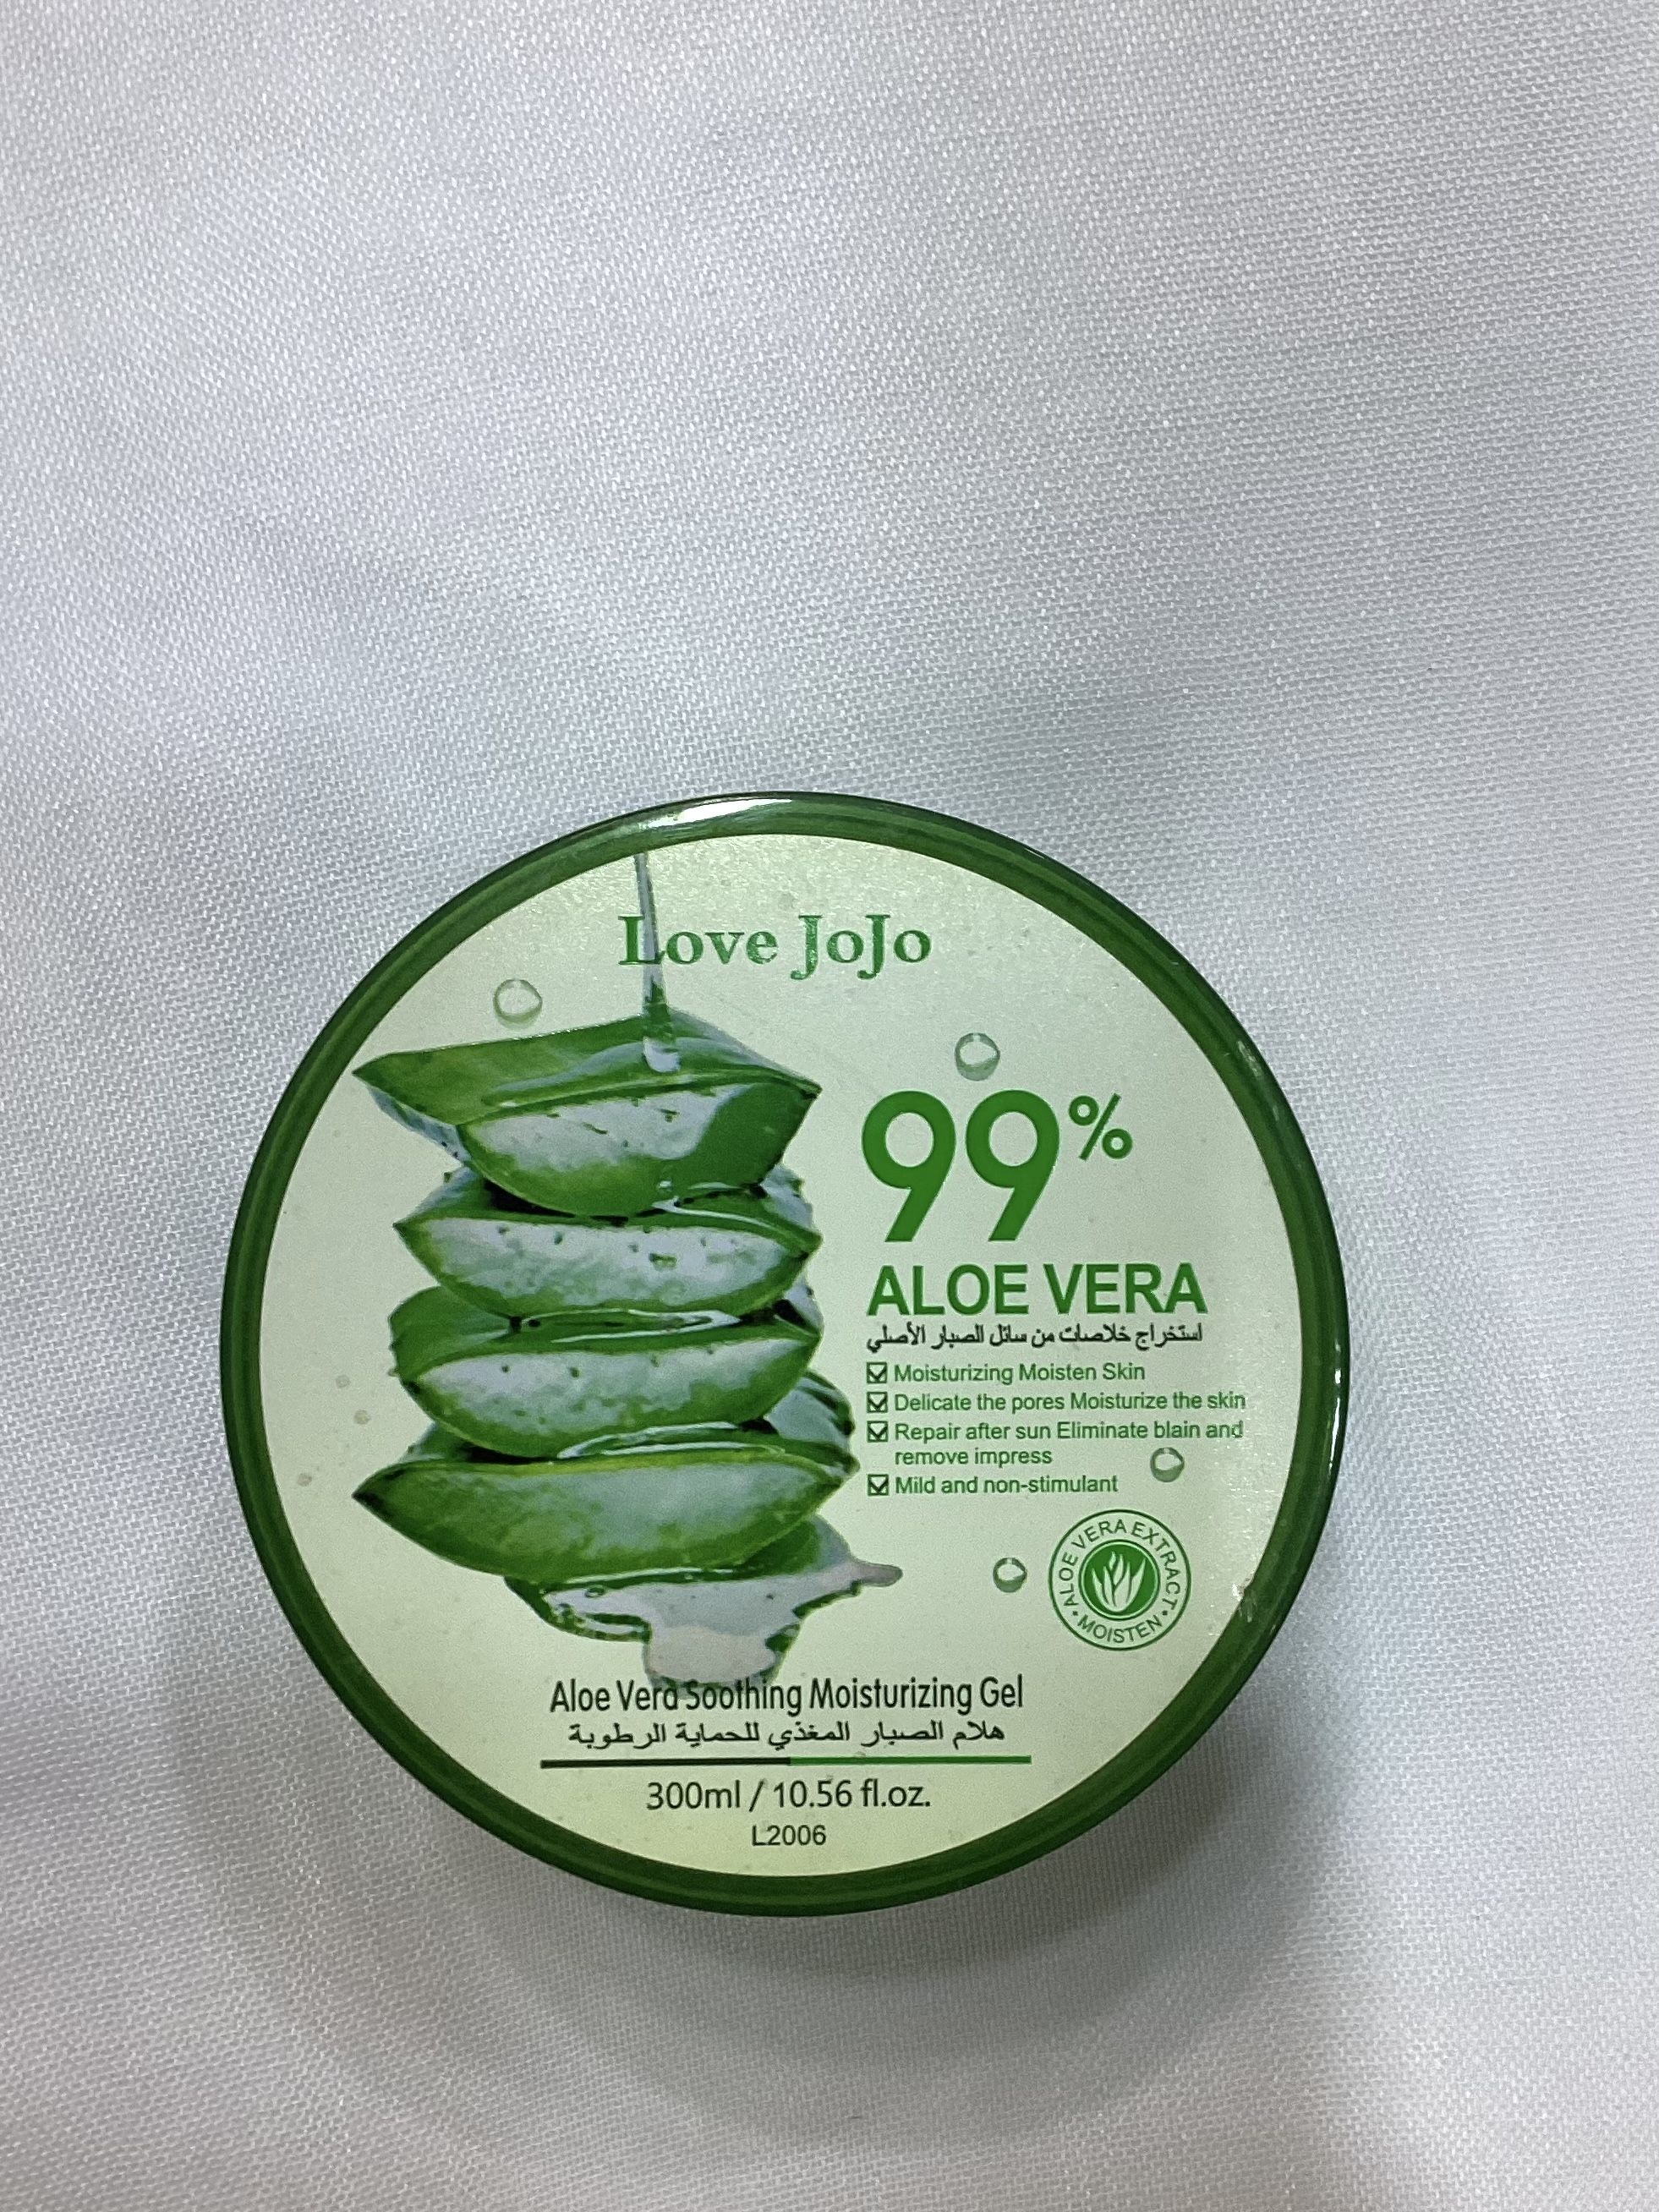 Love JoJo
99%
ALOE VERA
استخراج خلاصات من سائل الصبار الأصلي
Moisturizing Moisten Skin
Delicate the pores Moisturize the skin
Repair after sun Eliminate blain and
remove impress
Mild and non-stimulant
ALOE VERA EXTRACT
MOISTEN
Aloe Vera Soothing Moisturizing Gel
هلام الصبار المغذي للحماية الرطوبة
300ml / 10.56 fl.oz.
L2006